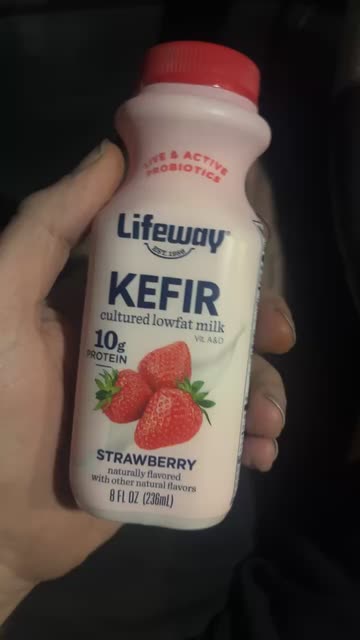 LIVE & ACTIVE
PROBIOTICS
Lifeway
EST. 1986
KEFIR
cultured lowfat milk
Vit. A&D
10g
PROTEIN
STRAWBERRY
naturally flavored
with other natural flavors
8 FL OZ (236mL)